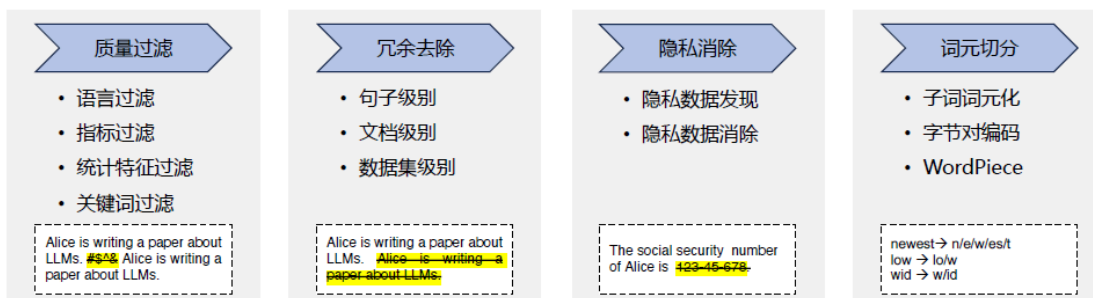 质量过滤
• 语言过滤
• 指标过滤
• 统计特征过滤
• 关键词过滤
Alice is writing a paper about
LLMs. #$^& Alice is writing a
paper about LLMs.
冗余去除
• 句子级别
• 文档级别
• 数据集级别
Alice is writing a paper about
LLMs. Alice is writing a
paper about LLMs.
隐私消除
• 隐私数据发现
• 隐私数据消除
The social security number
of Alice is 123-45-678.
词元切分
• 子词词元化
• 字节对编码
• WordPiece
newest→ n/e/w/es/t
low → lo/w
wid → w/id